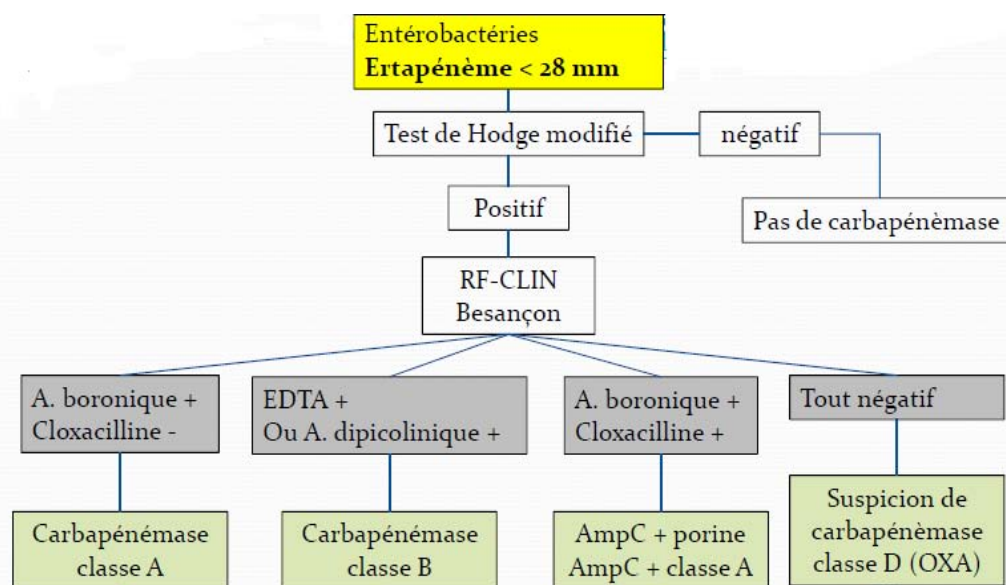 Entérobactéries
Ertapénème < 28 mm
Test de Hodge modifié
négatif
Positif
Pas de carbapénèmase
RF-CLIN
Besançon
A. boronique +
Cloxacilline -
EDTA +
Ou A. dipicolinique +
A. boronique +
Cloxacilline +
Tout négatif
Carbapénémase
classe A
Carbapénémase
classe B
AmpC + porine
AmpC + classe A
Suspicion de
carbapénèmase
classe D (OXA)